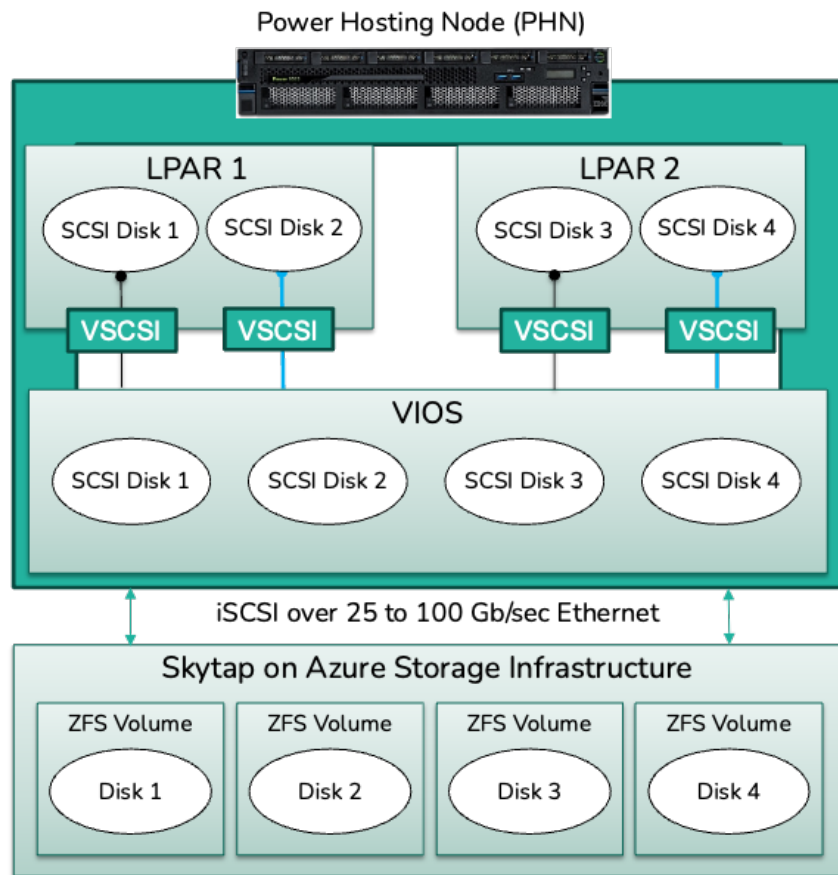 Power Hosting Node (PHN)
LPAR 1
LPAR 2
SCSI Disk 1
SCSI Disk 2
SCSI Disk 3
SCSI Disk 4
VSCSI
VSCSI
VSCSI
VSCSI
VIOS
SCSI Disk 1
SCSI Disk 2
SCSI Disk 3
SCSI Disk 4
iSCSI over 25 to 100 Gb/sec Ethernet
Skytap on Azure Storage Infrastructure
ZFS Volume
ZFS Volume
ZFS Volume
ZFS Volume
Disk 1
Disk 2
Disk 3
Disk 4